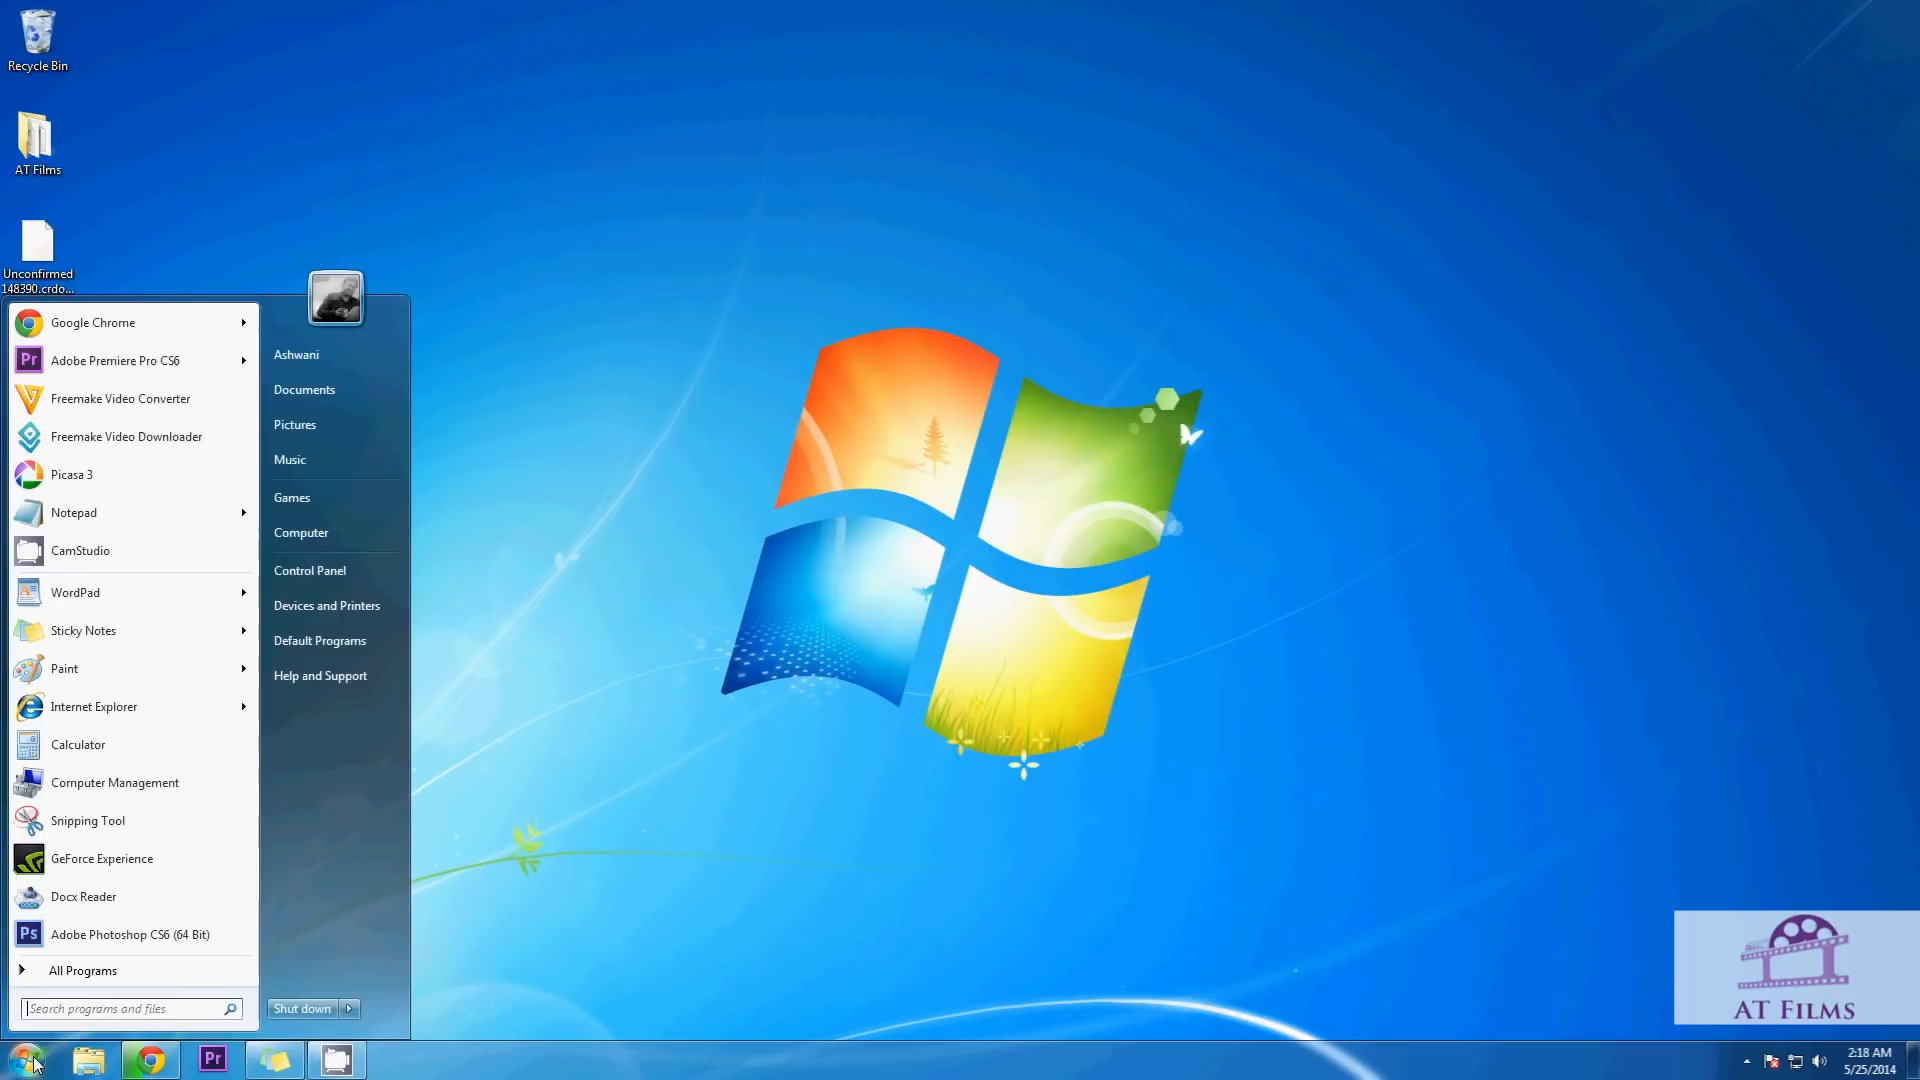 Recycle Bin
AT Films
Unconfirmed
148390.crdo...
Google Chrome
Adobe Premiere Pro CS6
Freemake Video Converter
Freemake Video Downloader
Picasa 3
Notepad
CamStudio
WordPad
Sticky Notes
Paint
Internet Explorer
Calculator
Computer Management
Snipping Tool
GeForce Experience
Docx Reader
Adobe Photoshop CS6 (64 Bit)
All Programs
Search programs and files
Ashwani
Documents
Pictures
Music
Games
Computer
Control Panel
Devices and Printers
Default Programs
Help and Support
Shut down
Pr
Ps
Pr
AT FILMS
2:18 AM
5/25/2014